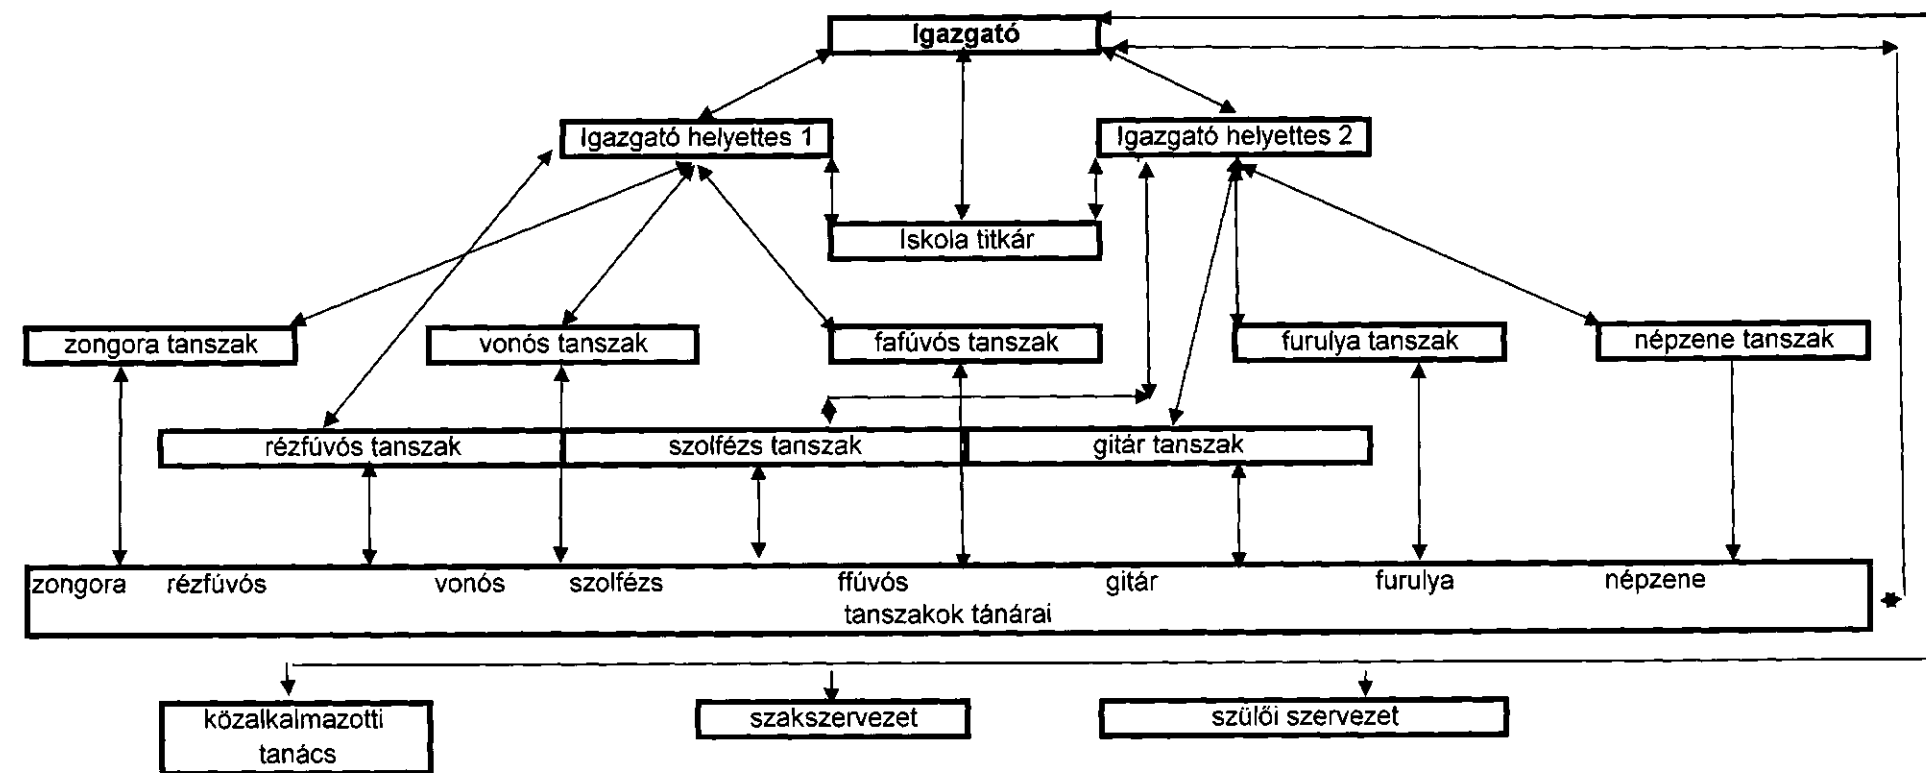 Igazgató
Igazgató helyettes 1
Igazgató helyettes 2
Iskola titkár
zongora tanszak
vonós tanszak
fafúvós tanszak
furulya tanszak
népzene tanszak
rézfúvós tanszak
szolfézs tanszak
gitár tanszak
zongora rézfúvós vonós szolfézs ffúvós gitár furulya népzene
tanszakok tánárai
közalkalmazotti
tanács
szakszervezet
szülői szervezet